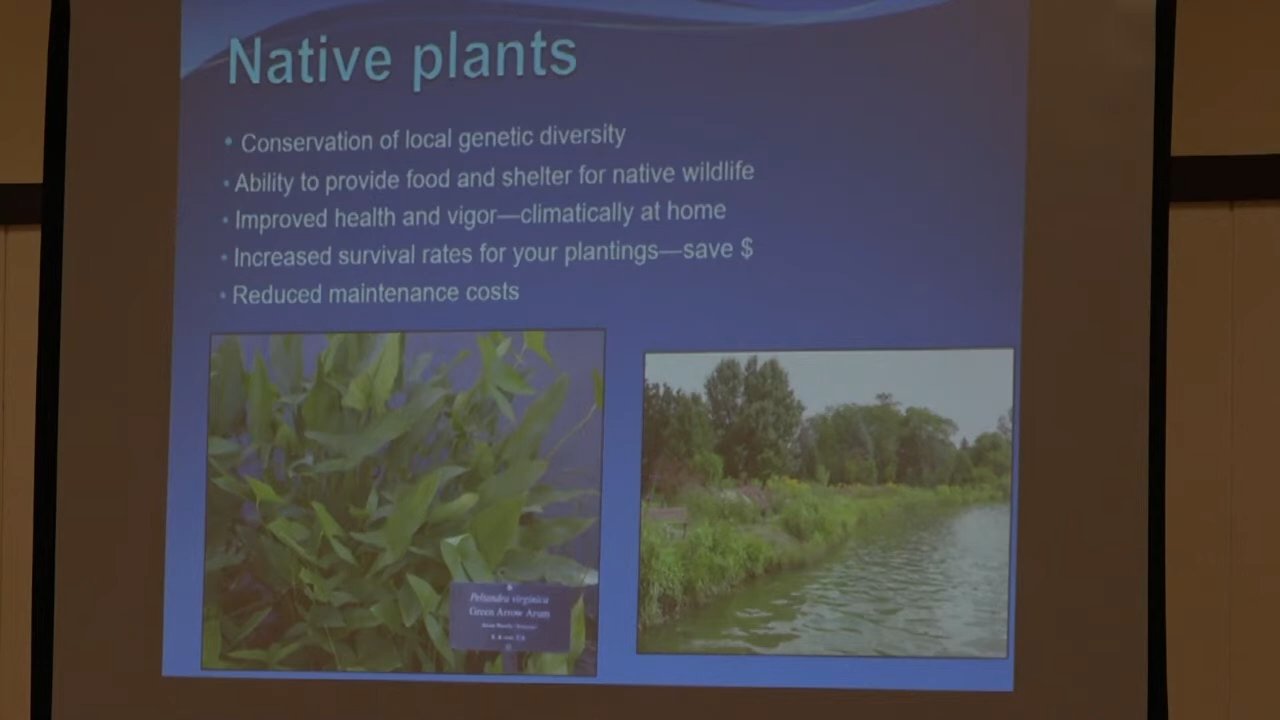 Native plants
• Conservation of local genetic diversity
• Ability to provide food and shelter for native wildlife
• Improved health and vigor—climatically at home
• Increased survival rates for your plantings—save $
• Reduced maintenance costs
Peltandra virginica
Green Arrow Arum